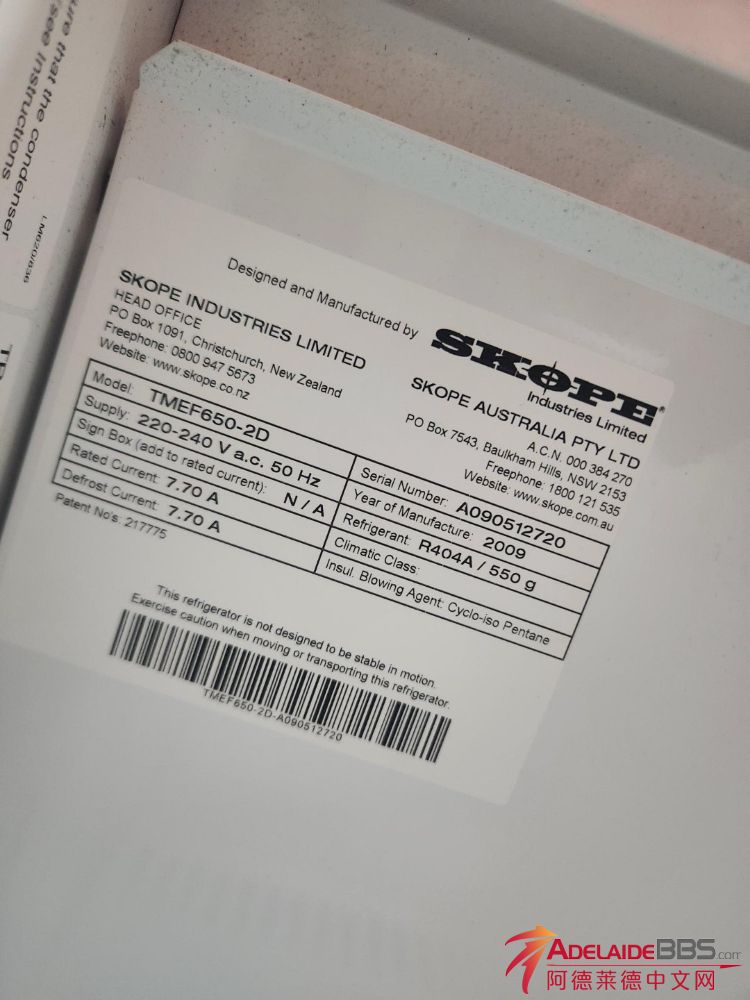 ure that the condenser
/see instructions
LM620/836
Designed and Manufactured by
SKOPE
Industries Limited
SKOPE INDUSTRIES LIMITED
HEAD OFFICE
PO Box 1091, Christchurch, New Zealand
Freephone: 0800 947 5673
Website: www.skope.co.nz
SKOPE AUSTRALIA PTY LTD
A.C.N. 000 384 270
PO Box 7543, Baulkham Hills, NSW 2153
Freephone: 1800 121 535
Website: www.skope.com.au
Model: TMEF650-2D
Supply: 220-240 V a.c. 50 Hz
Sign Box (add to rated current): N / A
Rated Current: 7.70 A
Defrost Current: 7.70 A
Patent No's: 217775
Serial Number: A090512720
Year of Manufacture: 2009
Refrigerant: R404A / 550 g
Climatic Class:
Insul. Blowing Agent: Cyclo-iso Pentane
This refrigerator is not designed to be stable in motion.
Exercise caution when moving or transporting this refrigerator.
TMEF650-2D-A090512720
ADELAIDEBBS.com
阿德莱德中文网